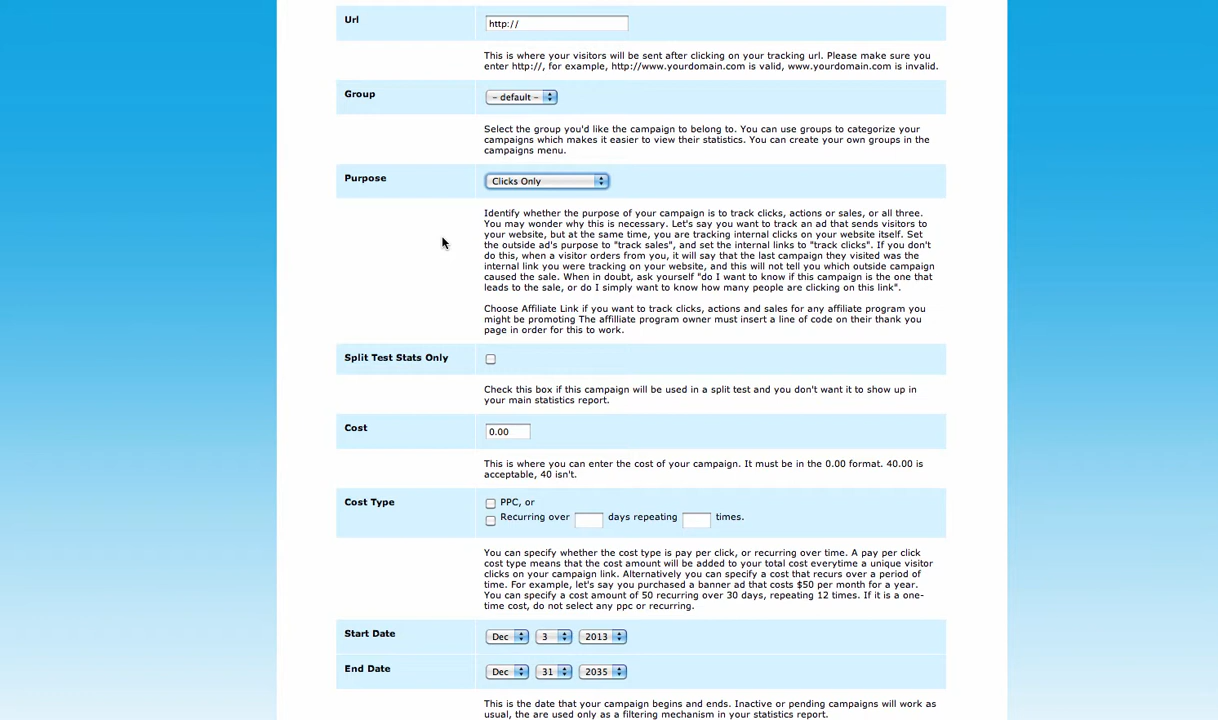 Url
http://
This is where your visitors will be sent after clicking on your tracking url. Please make sure you
enter http://, for example, http://www.yourdomain.com is valid, www.yourdomain.com is invalid.
Group
– default –
Select the group you'd like the campaign to belong to. You can use groups to categorize your
campaigns which makes it easier to view their statistics. You can create your own groups in the
campaigns menu.
Purpose
Clicks Only
Identify whether the purpose of your campaign is to track clicks, actions or sales, or all three.
You may wonder why this is necessary. Let's say you want to track an ad that sends visitors to
your website, but at the same time, you are tracking internal clicks on your website itself. Set
the outside ad's purpose to "track sales", and set the internal links to "track clicks". If you don't
do this, when a visitor orders from you, it will say that the last campaign they visited was the
internal link you were tracking on your website, and this will not tell you which outside campaign
caused the sale. When in doubt, ask yourself "do I want to know if this campaign is the one that
leads to the sale, or do I simply want to know how many people are clicking on this link".
Choose Affiliate Link if you want to track clicks, actions and sales for any affiliate program you
might be promoting The affilliate program owner must insert a line of code on their thank you
page in order for this to work.
Split Test Stats Only
Check this box if this campaign will be used in a split test and you don't want it to show up in
your main statistics report.
Cost
0.00
This is where you can enter the cost of your campaign. It must be in the 0.00 format. 40.00 is
acceptable, 40 isn't.
Cost Type
PPC, or
Recurring over days repeating times.
You can specify whether the cost type is pay per click, or recurring over time. A pay per click
cost type means that the cost amount will be added to your total cost everytime a unique visitor
clicks on your campaign link. Alternatively you can specify a cost that recurs over a period of
time. For example, let's say you purchased a banner ad that costs $50 per month for a year.
You can specify a cost amount of 50 recurring over 30 days, repeating 12 times. If it is a one-
time cost, do not select any ppc or recurring.
Start Date
Dec 3 2013
End Date
Dec 31 2035
This is the date that your campaign begins and ends. Inactive or pending campaigns will work as
usual, the are used only as a filtering mechanism in your statistics report.